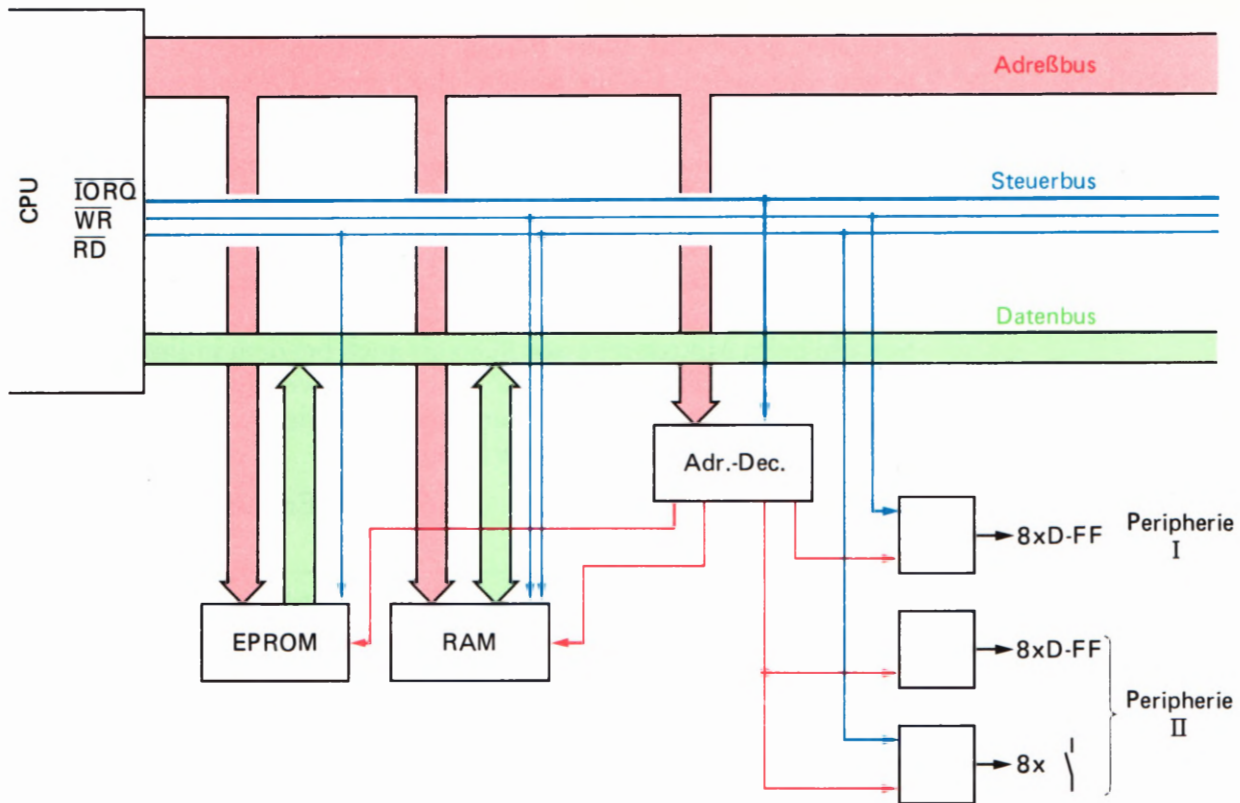 Adreßbus
CPU
IORQ
WR
RD
Steuerbus
Datenbus
Adr.-Dec.
8xD-FF
Peripherie
I
EPROM
RAM
8xD-FF
Peripherie
II
8x